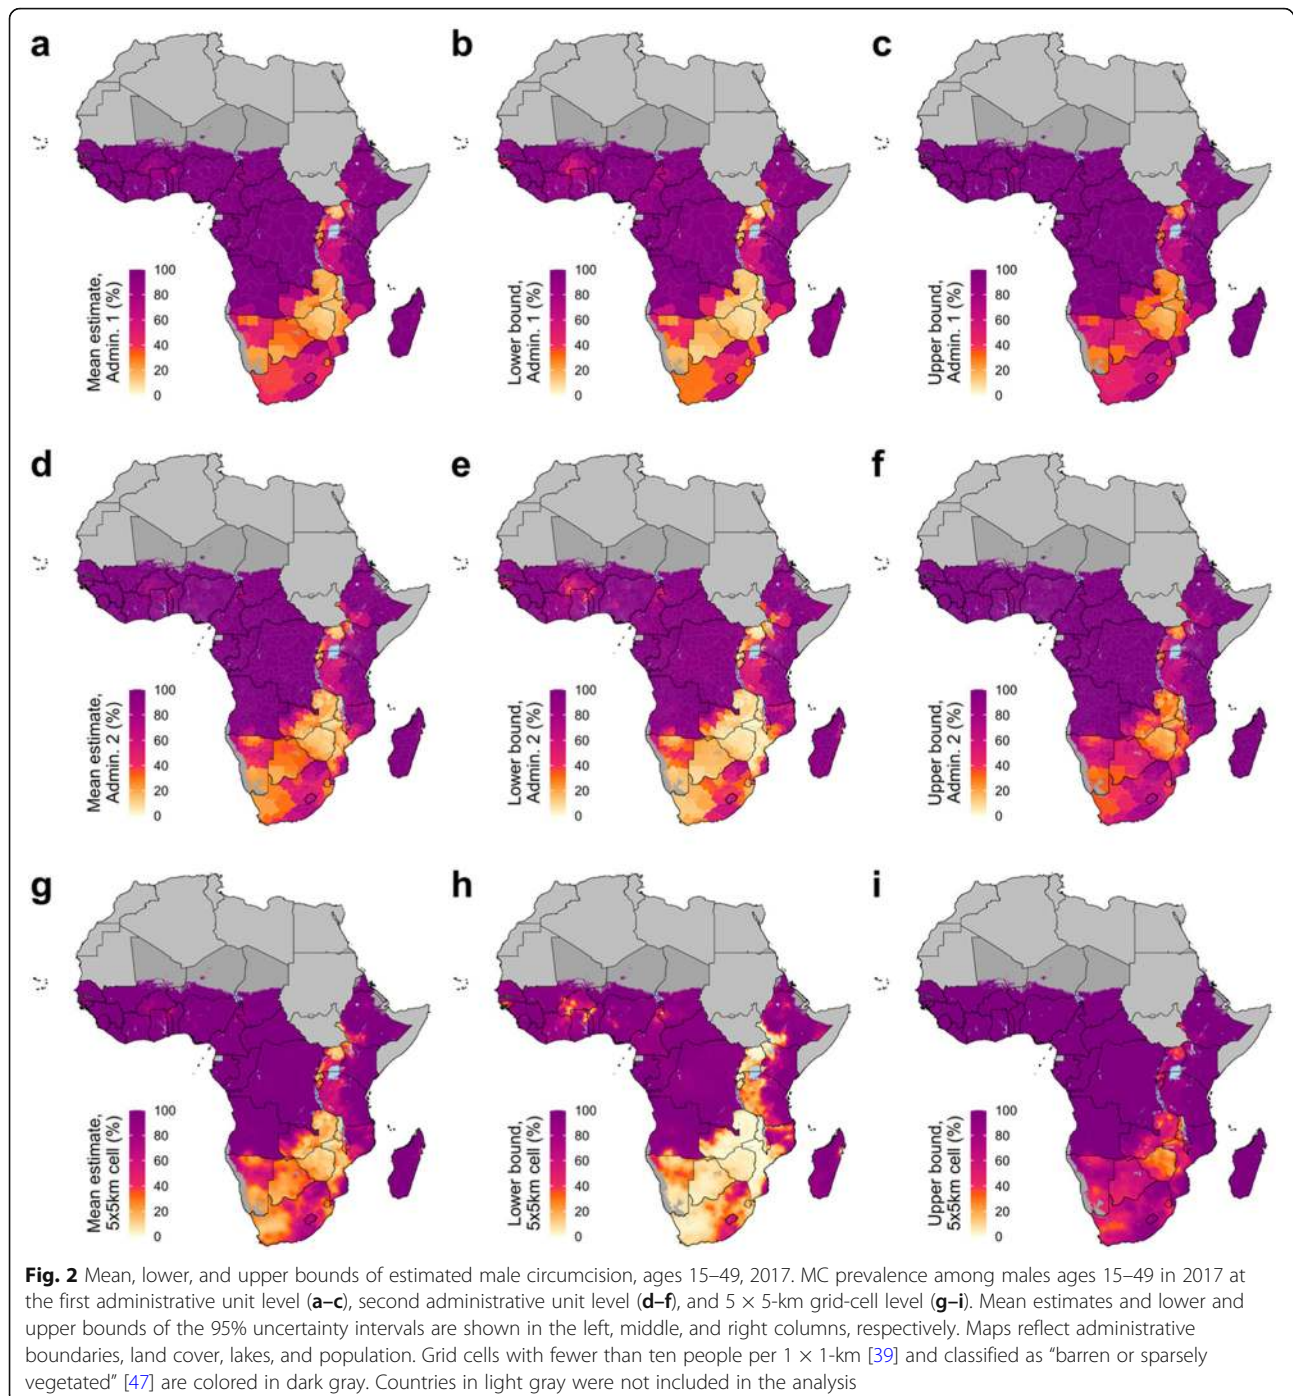 a
b
c
Mean estimate,
Admin. 1 (%)
100
80
60
40
20
0
Lower bound,
Admin. 1 (%)
100
80
60
40
20
0
Upper bound,
Admin. 1 (%)
100
80
60
40
20
0
d
e
f
Mean estimate,
Admin. 2 (%)
100
80
60
40
20
0
Lower bound,
Admin. 2 (%)
100
80
60
40
20
0
Upper bound,
Admin. 2 (%)
100
80
60
40
20
0
g
h
i
Mean estimate,
5x5km cell (%)
100
80
60
40
20
0
Lower bound,
5x5km cell (%)
100
80
60
40
20
0
Upper bound,
5x5km cell (%)
100
80
60
40
20
0
Fig. 2 Mean, lower, and upper bounds of estimated male circumcision, ages 15–49, 2017. MC prevalence among males ages 15–49 in 2017 at
the first administrative unit level (a–c), second administrative unit level (d–f), and 5 × 5-km grid-cell level (g–i). Mean estimates and lower and
upper bounds of the 95% uncertainty intervals are shown in the left, middle, and right columns, respectively. Maps reflect administrative
boundaries, land cover, lakes, and population. Grid cells with fewer than ten people per 1 × 1-km [39] and classified as “barren or sparsely
vegetated” [47] are colored in dark gray. Countries in light gray were not included in the analysis